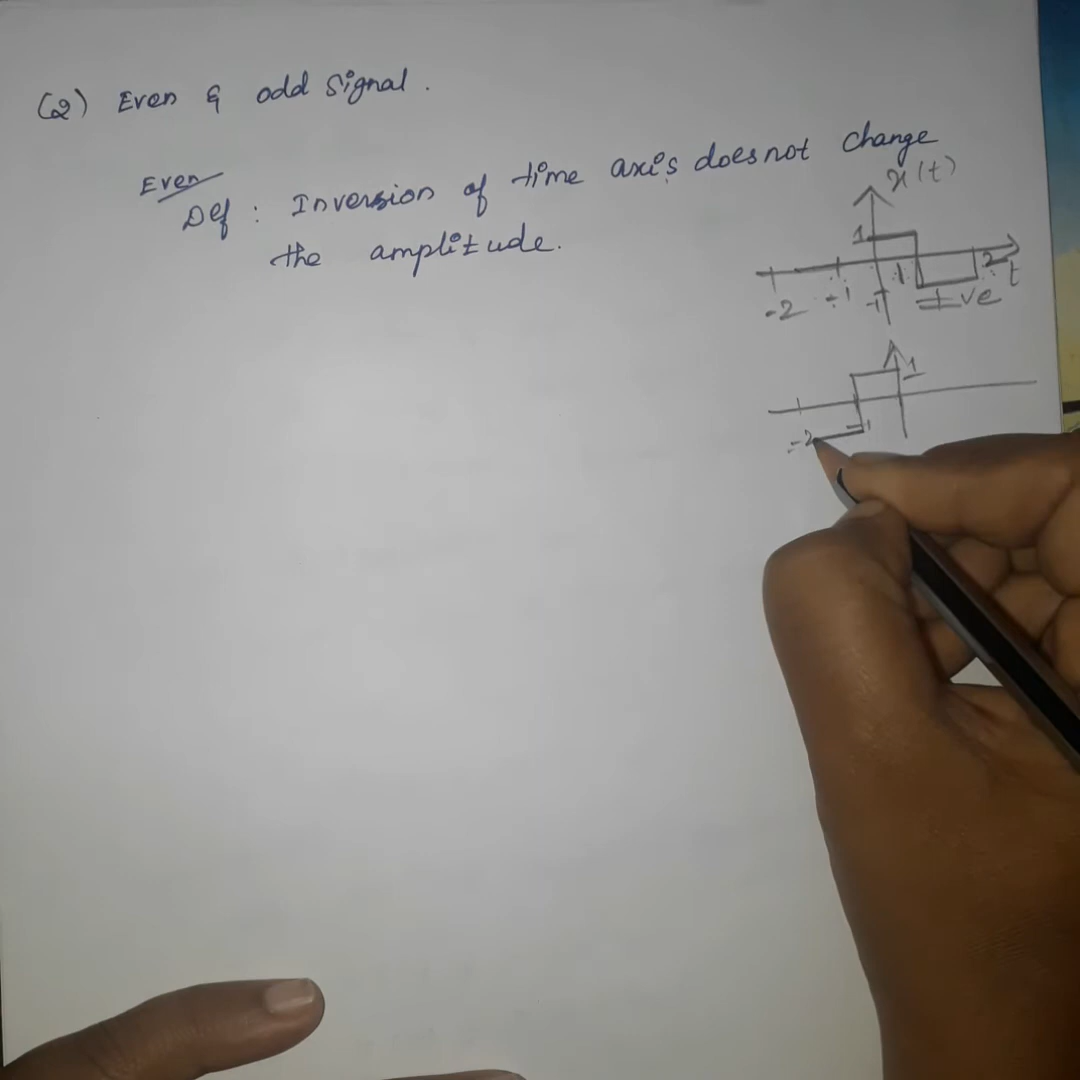 (2) Even & odd Signal.
Even
Def : Inversion of time axis does not change
the amplitude.
x(t)
1
-2 -1 -1 1 2 t
+ve
1
-2 -1